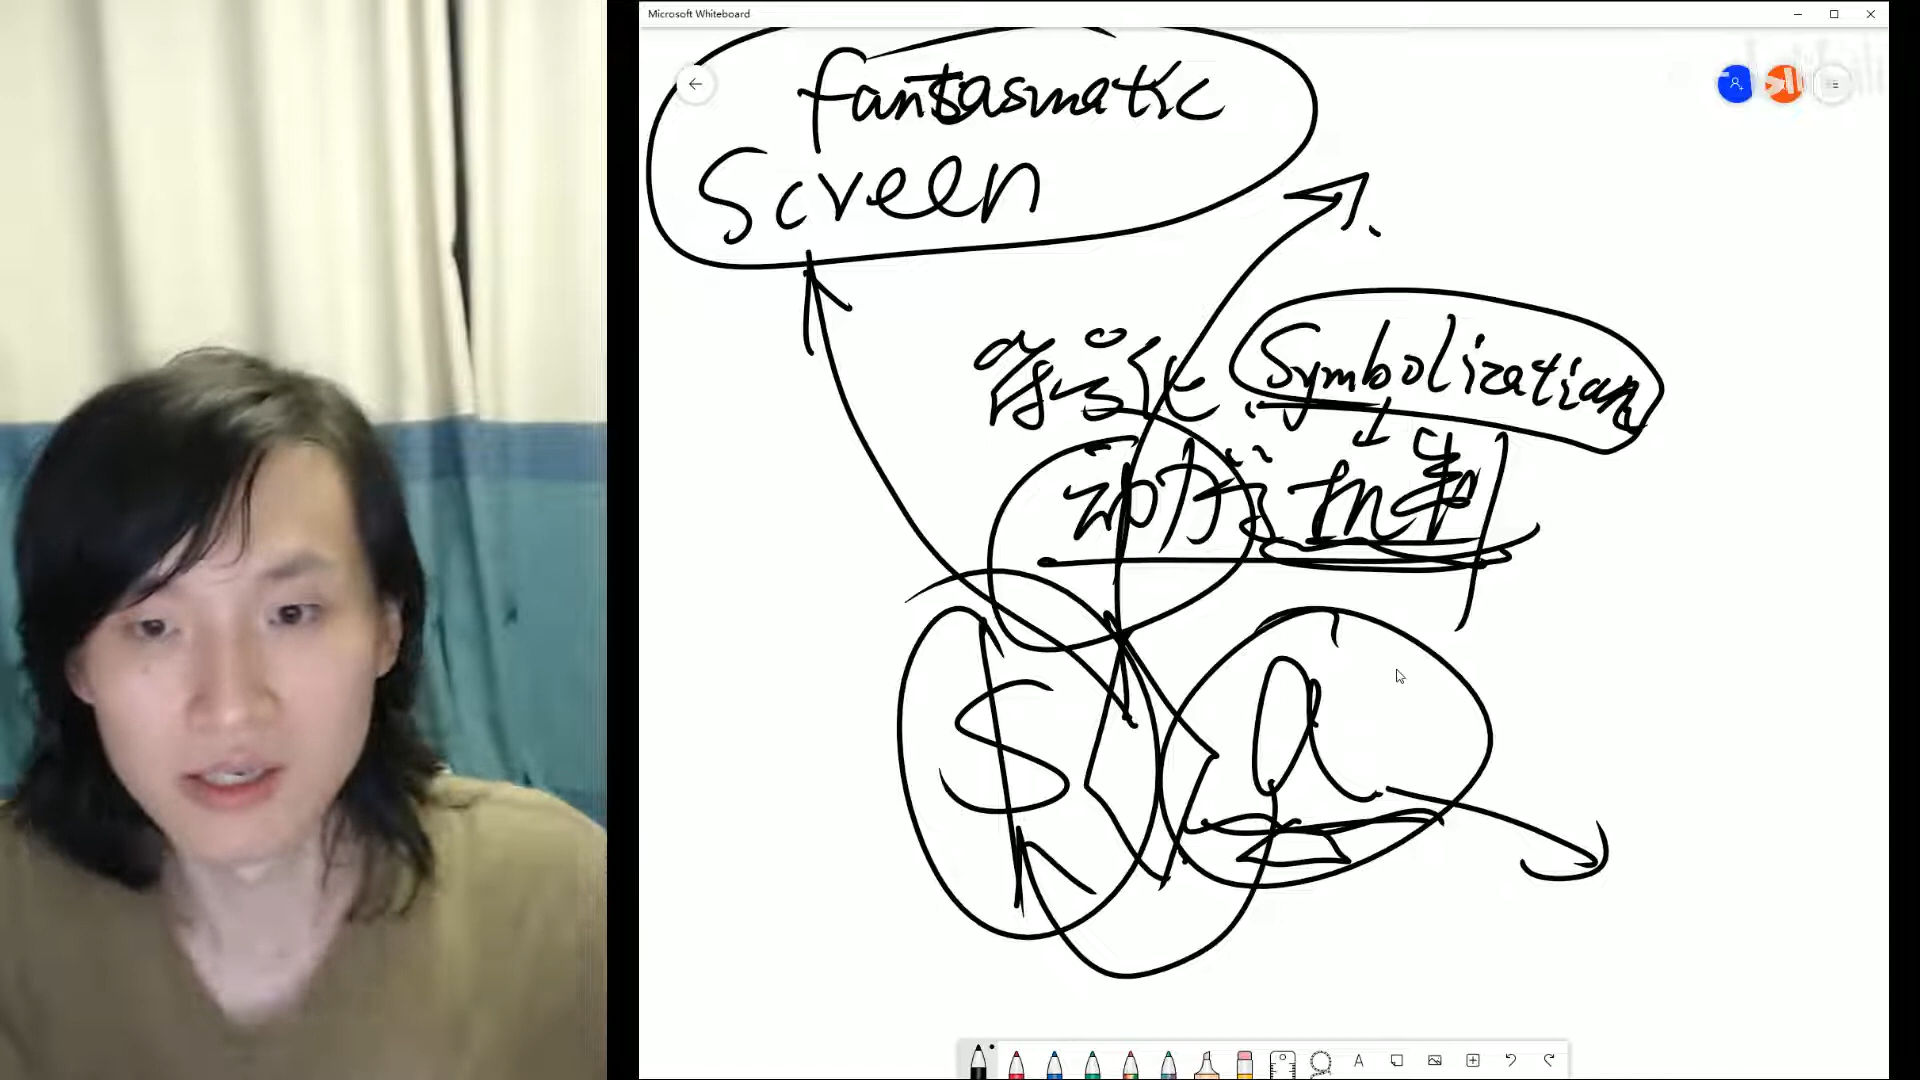 Microsoft Whiteboard
fantasmatic
Screen
符号化 Symbolization
动力 机制
$ ◇ a